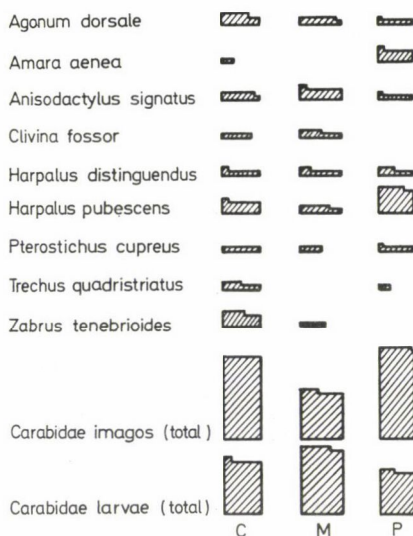 Agonum dorsale
Amara aenea
Anisodactylus signatus
Clivina fossor
Harpalus distinguendus
Harpalus pubescens
Pterostichus cupreus
Trechus quadristriatus
Zabrus tenebrioides
Carabidae imagos (total)
Carabidae larvae (total)
C M P